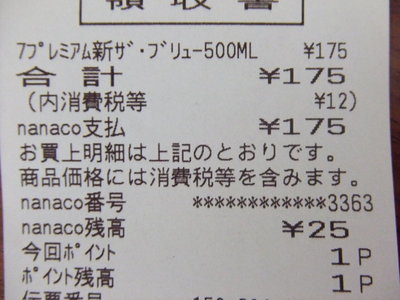 領収書
7プレミアム新ザ・ブリュー500ML ¥175
合計 ¥175
(内消費税等 ¥12)
nanaco支払 ¥175
お買上明細は上記のとおりです。
商品価格には消費税等を含みます。
nanaco番号 ************3363
nanaco残高 ¥25
今回ポイント 1P
ポイント残高 1P
伝票番号